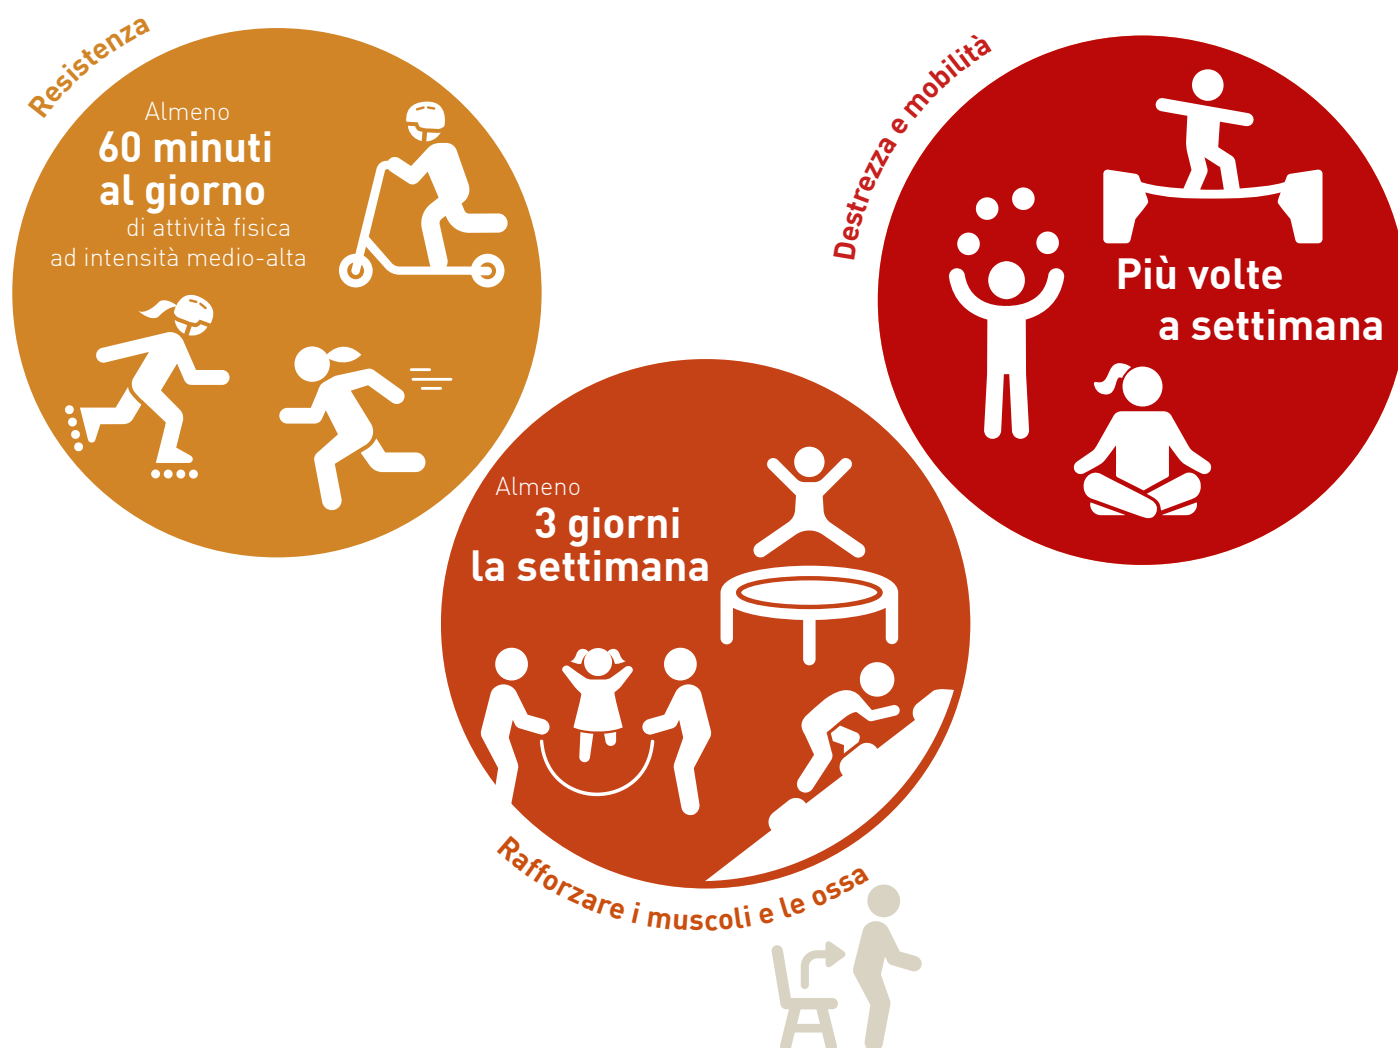 Resistenza
Almeno
60 minuti
al giorno
di attività fisica
ad intensità medio-alta
Destrezza e mobilità
Più volte
a settimana
Almeno
3 giorni
la settimana
Rafforzare i muscoli e le ossa